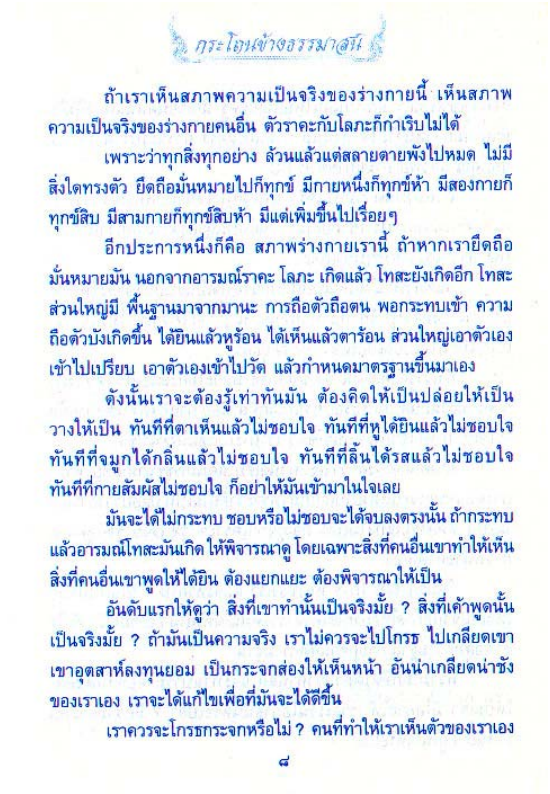 กระโถนข้างธรรมาสน์
ถ้าเราเห็นสภาพความเป็นจริงของร่างกายนี้ เห็นสภาพ
ความเป็นจริงของร่างกายคนอื่น ตัวราคะกับโลภะก็กำเริบไม่ได้
เพราะว่าทุกสิ่งทุกอย่าง ล้วนแล้วแต่สลายตายพังไปหมด ไม่มี
สิ่งใดทรงตัว ยึดถือมั่นหมายไปก็ทุกข์ มีกายหนึ่งก็ทุกข์ห้า มีสองกายก็
ทุกข์สิบ มีสามกายก็ทุกข์สิบห้า มีแต่เพิ่มขึ้นไปเรื่อยๆ
อีกประการหนึ่งก็คือ สภาพร่างกายเรานี้ ถ้าหากเรายึดถือ
มั่นหมายมัน นอกจากอารมณ์ราคะ โลภะ เกิดแล้ว โทสะยังเกิดอีก โทสะ
ส่วนใหญ่มี พื้นฐานมาจากมานะ การถือตัวถือตน พอกระทบเข้า ความ
ถือตัวบังเกิดขึ้น ได้ยินแล้วหูร้อน ได้เห็นแล้วตาร้อน ส่วนใหญ่เอาตัวเอง
เข้าไปเปรียบ เอาตัวเองเข้าไปวัด แล้วกำหนดมาตรฐานขึ้นมาเอง
ดังนั้นเราจะต้องรู้เท่าทันมัน ต้องคิดให้เป็นปล่อยให้เป็น
วางให้เป็น ทันทีที่ตาเห็นแล้วไม่ชอบใจ ทันทีที่หูได้ยินแล้วไม่ชอบใจ
ทันทีที่จมูกได้กลิ่นแล้วไม่ชอบใจ ทันทีที่ลิ้นได้รสแล้วไม่ชอบใจ
ทันทีที่กายสัมผัสไม่ชอบใจ ก็อย่าให้มันเข้ามาในใจเลย
มันจะได้ไม่กระทบ ชอบหรือไม่ชอบจะได้จบลงตรงนั้น ถ้ากระทบ
แล้วอารมณ์โทสะมันเกิด ให้พิจารณาดู โดยเฉพาะสิ่งที่คนอื่นเขาทำให้เห็น
สิ่งที่คนอื่นเขาพูดให้ได้ยิน ต้องแยกแยะ ต้องพิจารณาให้เป็น
อันดับแรกให้ดูว่า สิ่งที่เขาทำนั้นเป็นจริงมั้ย ? สิ่งที่เค้าพูดนั้น
เป็นจริงมั้ย ? ถ้ามันเป็นความจริง เราไม่ควรจะไปโกรธ ไปเกลียดเขา
เขาอุตสาห์ลงทุนยอม เป็นกระจกส่องให้เห็นหน้า อันน่าเกลียดน่าชัง
ของเราเอง เราจะได้แก้ไขเพื่อที่มันจะได้ดีขึ้น
เราควรจะโกรธกระจกหรือไม่ ? คนที่ทำให้เราเห็นตัวของเราเอง
๘